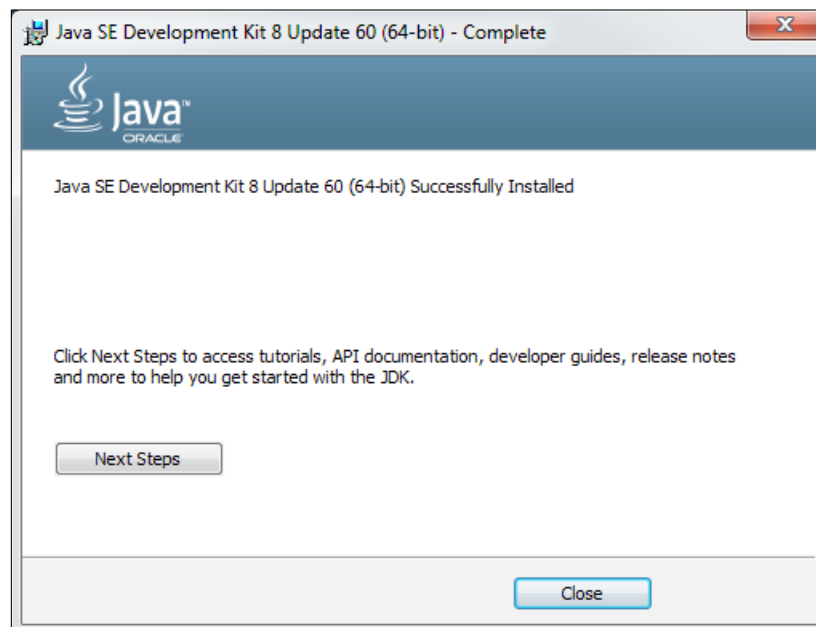 Java SE Development Kit 8 Update 60 (64-bit) - Complete
Java™
ORACLE
Java SE Development Kit 8 Update 60 (64-bit) Successfully Installed
Click Next Steps to access tutorials, API documentation, developer guides, release notes
and more to help you get started with the JDK.
Next Steps
Close